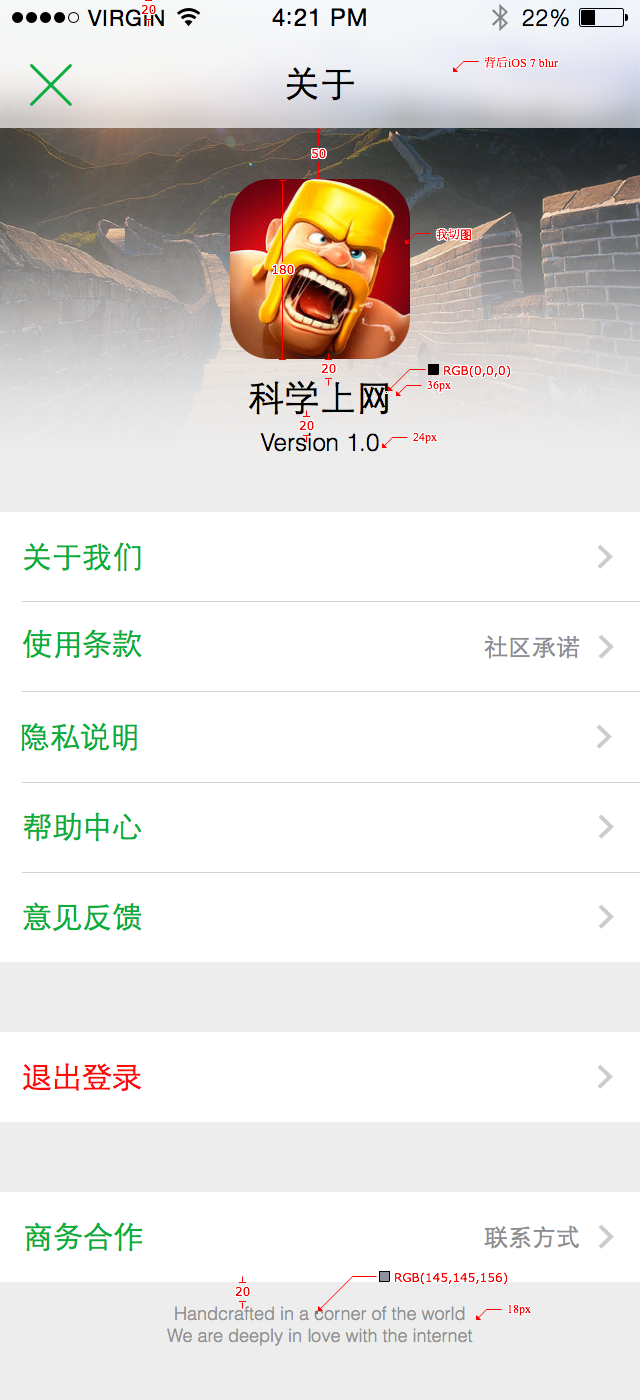 VIRGIN 4:21 PM 22%
20
关于
背后iOS 7 blur
50
我切图
180
20
RGB(0,0,0)
科学上网
36px
20
Version 1.0
24px
关于我们
使用条款 社区承诺
隐私说明
帮助中心
意见反馈
退出登录
商务合作 联系方式
RGB(145,145,156)
20
Handcrafted in a corner of the world
18px
We are deeply in love with the internet